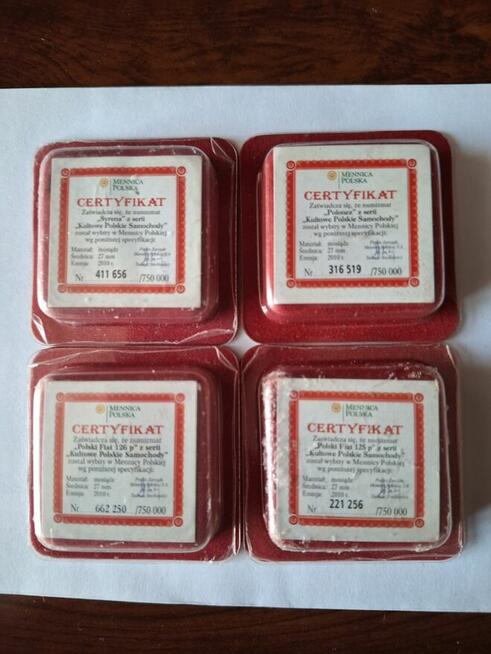 MENNICA
POLSKA
CERTYFIKAT
Zaświadcza się, że numizmat
„Syrena" z serii
„Kultowe Polskie Samochody"
został wybity w Mennicy Polskiej
wg poniższej specyfikacji:
Materiał: mosiądz
Średnica: 27 mm
Emisja: 2010 r.
Nr 411 656 /750 000
MENNICA
POLSKA
CERTYFIKAT
Zaświadcza się, że numizmat
„Polonez" z serii
„Kultowe Polskie Samochody"
został wybity w Mennicy Polskiej
wg poniższej specyfikacji:
Materiał: mosiądz
Średnica: 27 mm
Emisja: 2010 r.
Nr 316 519 /750 000
MENNICA
POLSKA
CERTYFIKAT
Zaświadcza się, że numizmat
„Polski Fiat 126 p" z serii
„Kultowe Polskie Samochody"
został wybity w Mennicy Polskiej
wg poniższej specyfikacji:
Materiał: mosiądz
Średnica: 27 mm
Emisja: 2010 r.
Nr 662 250 /750 000
MENNICA
POLSKA
CERTYFIKAT
Zaświadcza się, że numizmat
„Polski Fiat 125 p" z serii
„Kultowe Polskie Samochody"
został wybity w Mennicy Polskiej
wg poniższej specyfikacji:
Materiał: mosiądz
Średnica: 27 mm
Emisja: 2010 r.
Nr 221 256 /750 000